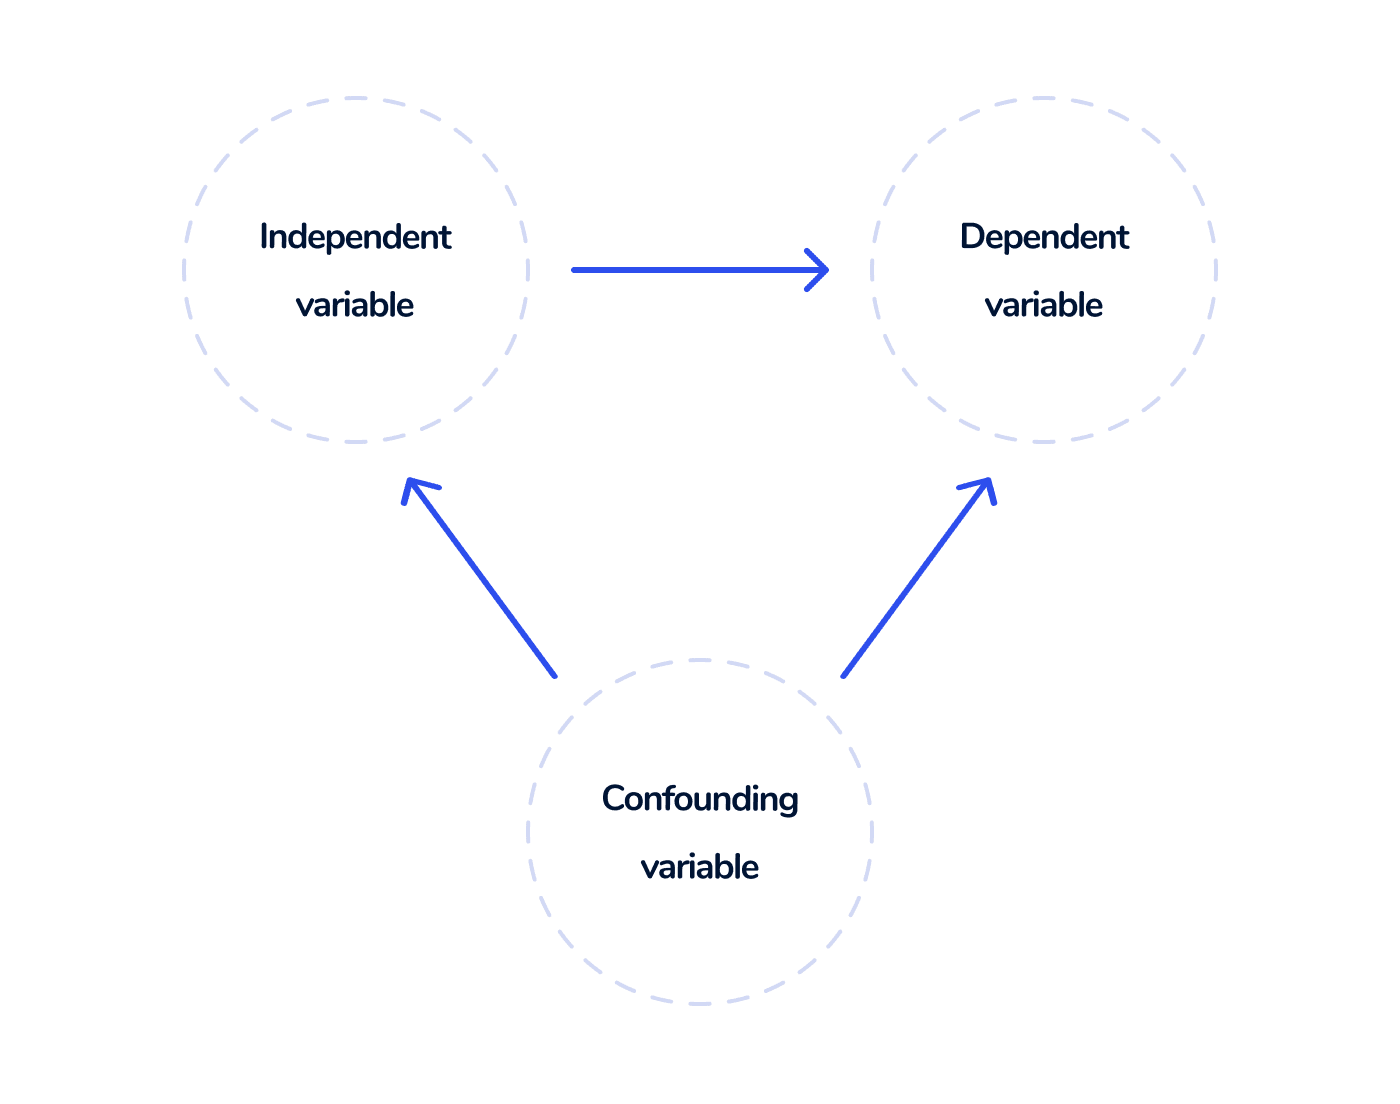 Independent
variable
Dependent
variable
Confounding
variable